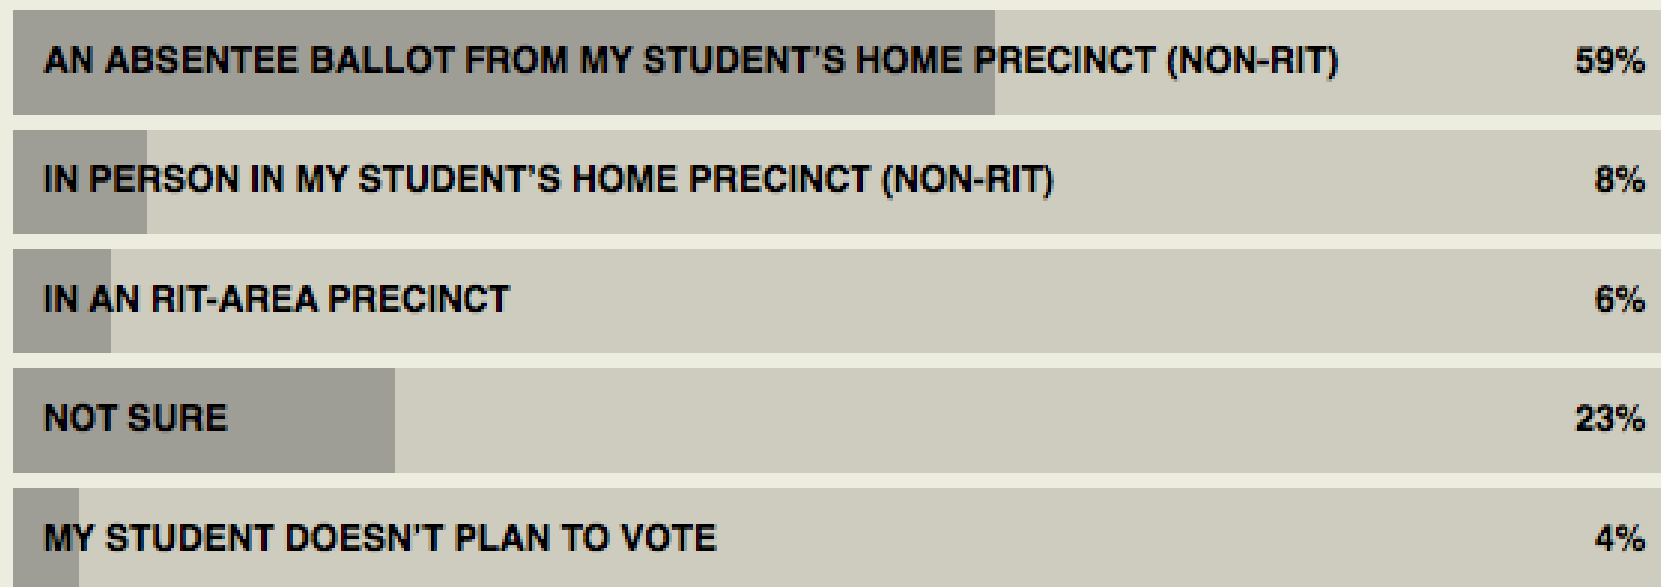 AN ABSENTEE BALLOT FROM MY STUDENT'S HOME PRECINCT (NON-RIT) 59%
IN PERSON IN MY STUDENT'S HOME PRECINCT (NON-RIT) 8%
IN AN RIT-AREA PRECINCT 6%
NOT SURE 23%
MY STUDENT DOESN'T PLAN TO VOTE 4%